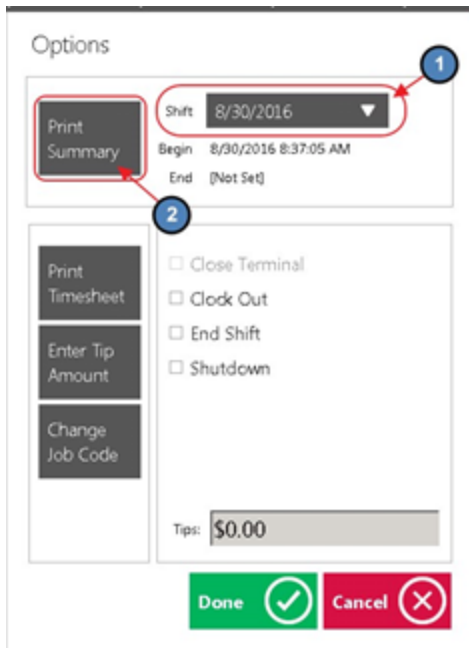 Options
1
Print
Summary
Shift 8/30/2016
Begin 8/30/2016 8:37:05 AM
End [Not Set]
2
Print
Timesheet
Enter Tip
Amount
Change
Job Code
Close Terminal
Clock Out
End Shift
Shutdown
Tips: $0.00
Done
Cancel